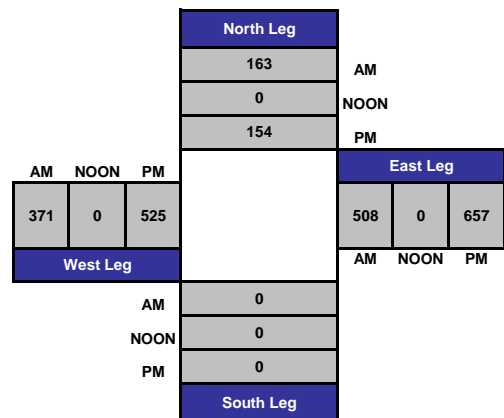 North Leg
163
AM
0
NOON
154
PM
AM NOON PM
East Leg
371 0 525
508 0 657
West Leg
AM NOON PM
AM
0
NOON
0
PM
0
South Leg